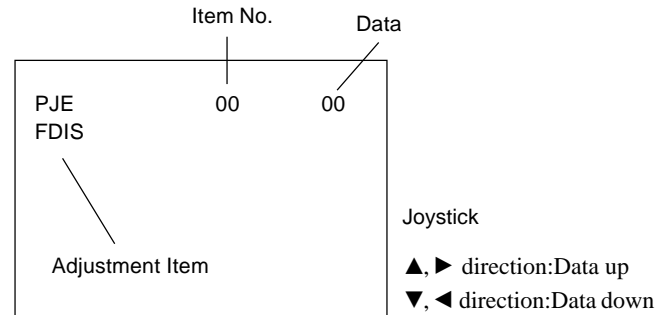 Item No.
Data
PJE 00 00
FDIS
Adjustment Item
Joystick
▲, ▶ direction:Data up
▼, ◀ direction:Data down